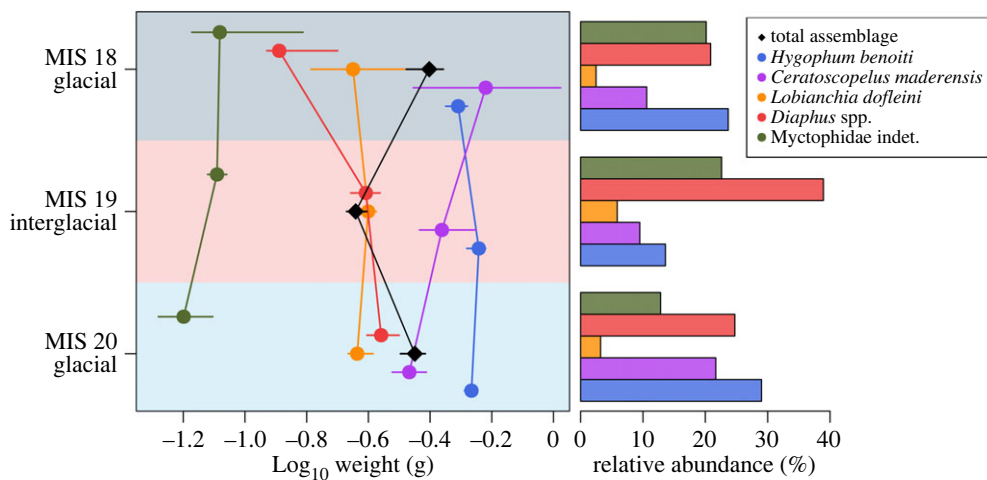 MIS 18
glacial
MIS 19
interglacial
MIS 20
glacial
–1.2 –1.0 –0.8 –0.6 –0.4 –0.2 0
Log₁₀ weight (g)
0 10 20 30 40
relative abundance (%)
total assemblage
Hygophum benoiti
Ceratoscopelus maderensis
Lobianchia dofleini
Diaphus spp.
Myctophidae indet.